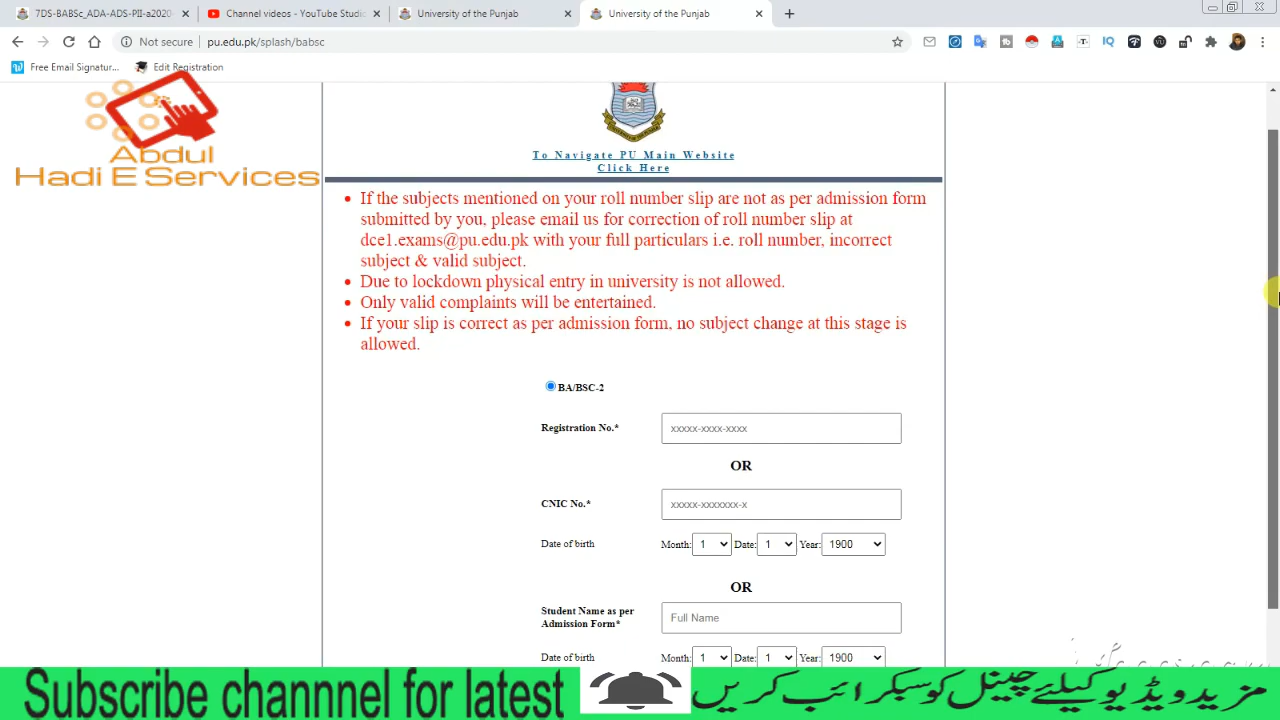 7DS-BABSc_ADA-ADS-PII-a2020-
Channel videos - YouTube Studio
University of the Punjab
University of the Punjab
Not secure
pu.edu.pk/splash/babsc
Free Email Signatur...
Edit Registration
Abdul
Hadi E Services
To Navigate PU Main Website
Click Here
If the subjects mentioned on your roll number slip are not as per admission form
submitted by you, please email us for correction of roll number slip at
dce1.exams@pu.edu.pk with your full particulars i.e. roll number, incorrect
subject & valid subject.
Due to lockdown physical entry in university is not allowed.
Only valid complaints will be entertained.
If your slip is correct as per admission form, no subject change at this stage is
allowed.
BA/BSC-2
Registration No.* xxxxx-xxxx-xxxx
OR
CNIC No.* xxxxx-xxxxxxx-x
Date of birth Month: 1 Date: 1 Year: 1900
OR
Student Name as per
Admission Form* Full Name
Date of birth Month: 1 Date: 1 Year: 1900
Subscribe channnel for latest
مزید ویڈیو کیلئے چینل کو سبکرائب کریں